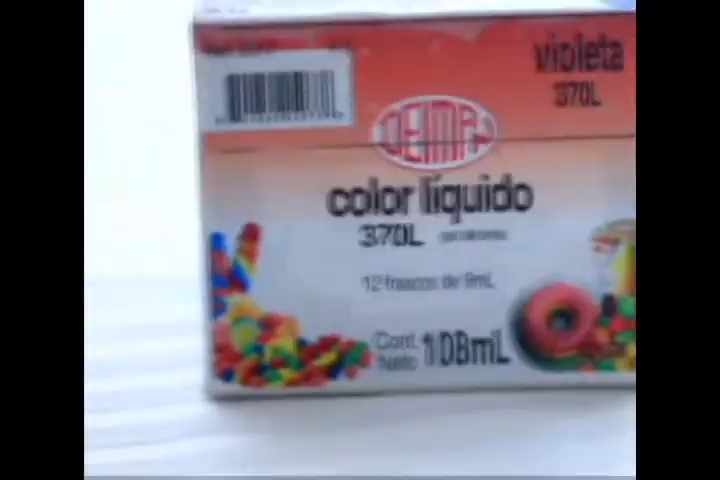 violeta
370L
DEIMAN
color líquido
370L
12 frascos de 9mL
Cont.
Neto 108mL